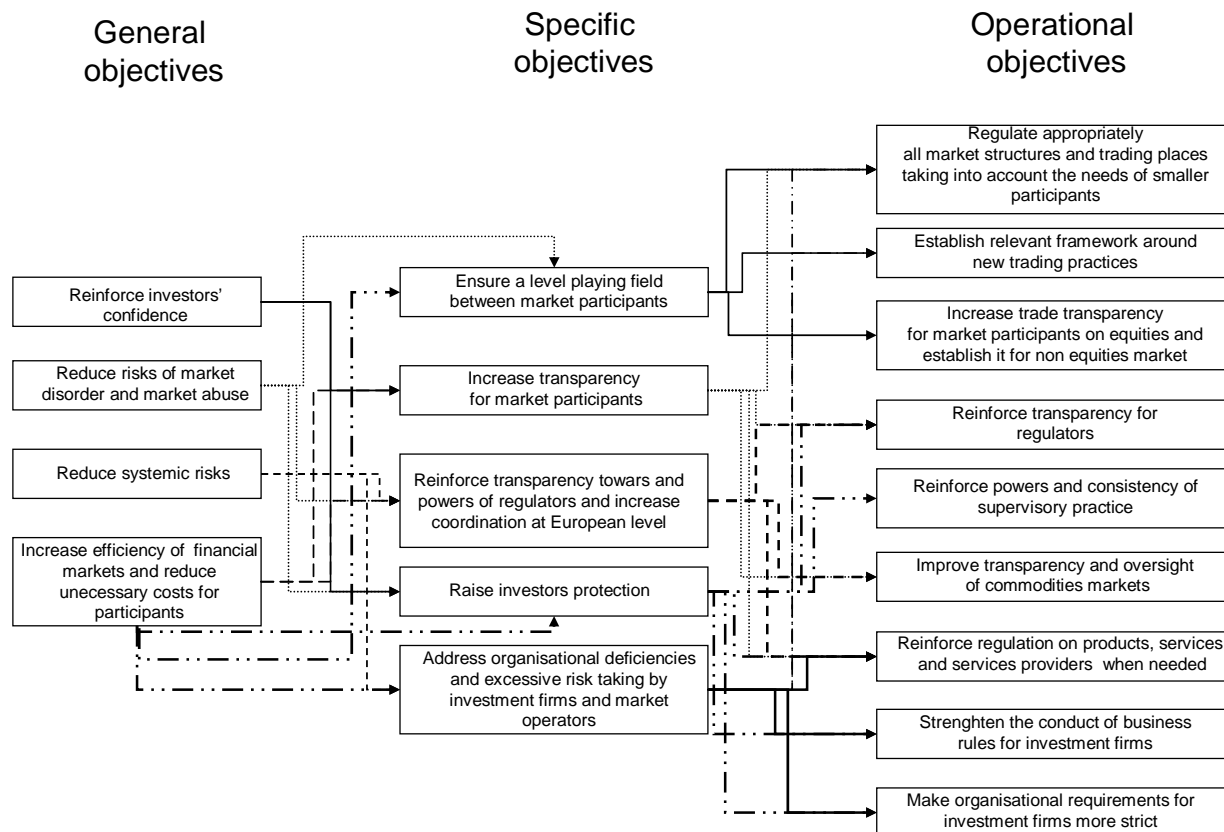 General
objectives
Specific
objectives
Operational
objectives
Reinforce investors'
confidence
Reduce risks of market
disorder and market abuse
Reduce systemic risks
Increase efficiency of financial
markets and reduce
unecessary costs for
participants
Ensure a level playing field
between market participants
Increase transparency
for market participants
Reinforce transparency towars and
powers of regulators and increase
coordination at European level
Raise investors protection
Address organisational deficiencies
and excessive risk taking by
investment firms and market
operators
Regulate appropriately
all market structures and trading places
taking into account the needs of smaller
participants
Establish relevant framework around
new trading practices
Increase trade transparency
for market participants on equities and
establish it for non equities market
Reinforce transparency for
regulators
Reinforce powers and consistency of
supervisory practice
Improve transparency and oversight
of commodities markets
Reinforce regulation on products, services
and services providers when needed
Strenghten the conduct of business
rules for investment firms
Make organisational requirements for
investment firms more strict